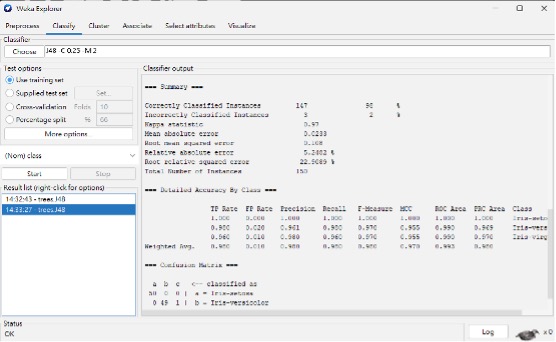 Weka Explorer
Preprocess Classify Cluster Associate Select attributes Visualize
Classifier
Choose J48 -C 0.25 -M 2
Test options
Use training set
Supplied test set Set...
Cross-validation Folds 10
Percentage split % 66
More options...
(Nom) class
Start Stop
Result list (right-click for options)
14:32:43 - trees.J48
14:33:27 - trees.J48
Classifier output
=== Summary ===
Correctly Classified Instances 147 98 %
Incorrectly Classified Instances 3 2 %
Kappa statistic 0.97
Mean absolute error 0.0233
Root mean squared error 0.108
Relative absolute error 5.2482 %
Root relative squared error 22.9089 %
Total Number of Instances 150
=== Detailed Accuracy By Class ===
TP Rate FP Rate Precision Recall F-Measure MCC ROC Area PRC Area Class
1.000 0.000 1.000 1.000 1.000 1.000 1.000 1.000 Iris-seto
0.980 0.020 0.961 0.980 0.970 0.955 0.990 0.969 Iris-vers
0.960 0.010 0.980 0.960 0.970 0.955 0.990 0.970 Iris-virg
Weighted Avg. 0.980 0.010 0.980 0.980 0.980 0.970 0.993 0.980
=== Confusion Matrix ===
a b c <-- classified as
50 0 0 | a = Iris-setosa
0 49 1 | b = Iris-versicolor
Status
OK
Log x 0